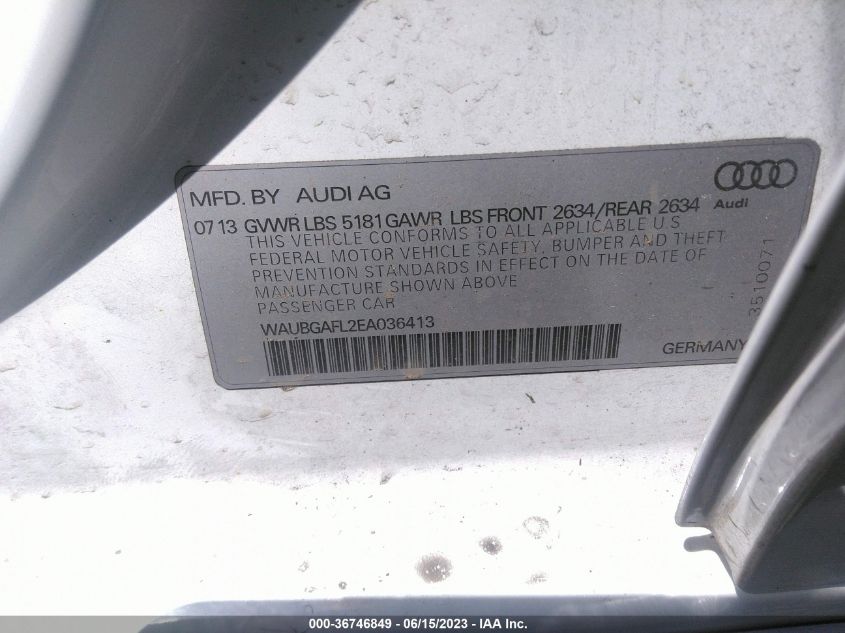 MFD. BY AUDI AG
07 13 GVWR LBS 5181 GAWR LBS FRONT 2634/REAR 2634
Audi
THIS VEHICLE CONFORMS TO ALL APPLICABLE U.S
FEDERAL MOTOR VEHICLE SAFETY, BUMPER AND THEFT
PREVENTION STANDARDS IN EFFECT ON THE DATE OF
MANUFACTURE SHOWN ABOVE
PASSENGER CAR
WAUBGAFL2EA036413
GERMANY
3510071
000-36746849 - 06/15/2023 - IAA Inc.